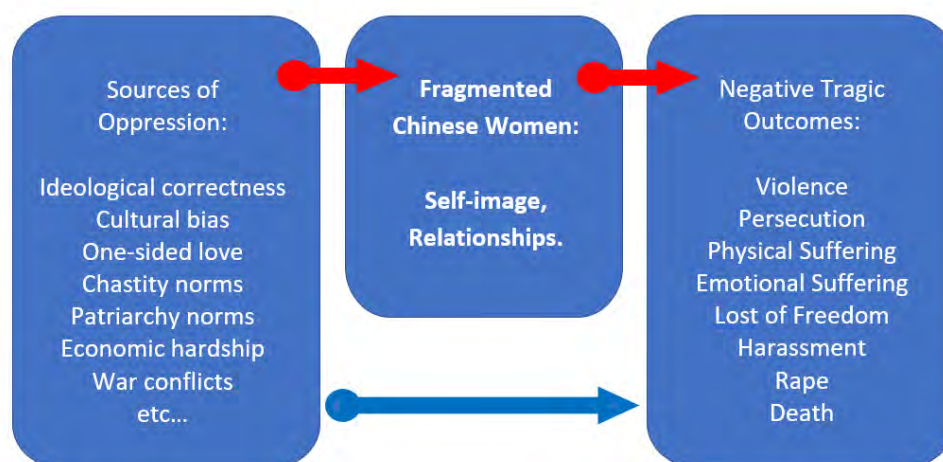 Sources of
Oppression:
Ideological correctness
Cultural bias
One-sided love
Chastity norms
Patriarchy norms
Economic hardship
War conflicts
etc...
Fragmented
Chinese Women:
Self-image,
Relationships.
Negative Tragic
Outcomes:
Violence
Persecution
Physical Suffering
Emotional Suffering
Lost of Freedom
Harassment
Rape
Death